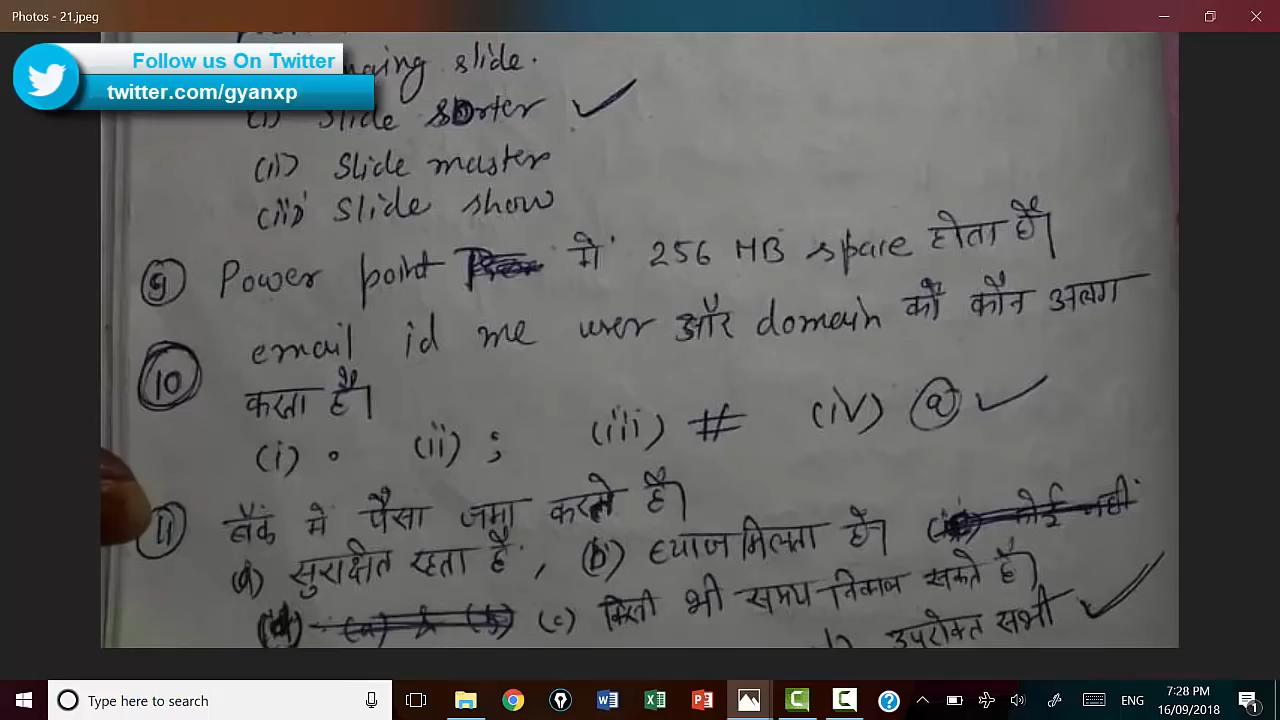 Photos - 21.jpeg
Follow us On Twitter
twitter.com/gyanxp
slide.
(i) slide sorter ✓
(ii) slide master
(iii) slide show
(9) Power point में 256 MB space होता है।
(10) email id me user और domain को कौन अलग
करता है।
(i) . (ii) ; (iii) # (iv) @ ✓
(11) बैंक में पैसा जमा करते है।
(a) सुरक्षित रहता है, (b) ब्याज मिलता है।
(c) किसी भी समय निकाल सकते है।
उपरोक्त सभी ✓
Type here to search
ENG
7:28 PM
16/09/2018